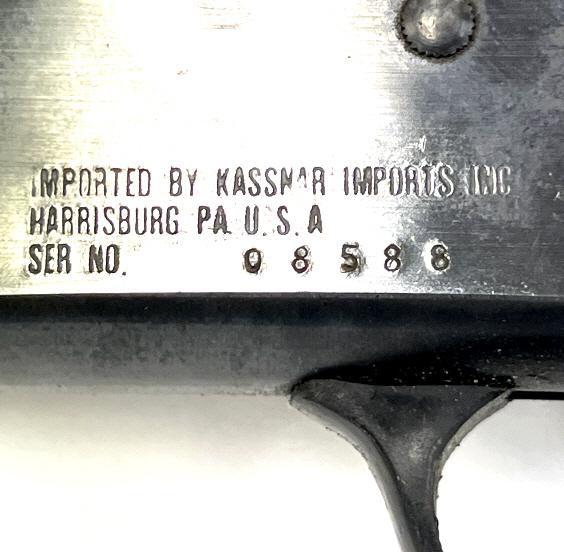 IMPORTED BY KASSNAR IMPORTS INC
HARRISBURG PA U.S.A
SER NO. 08588